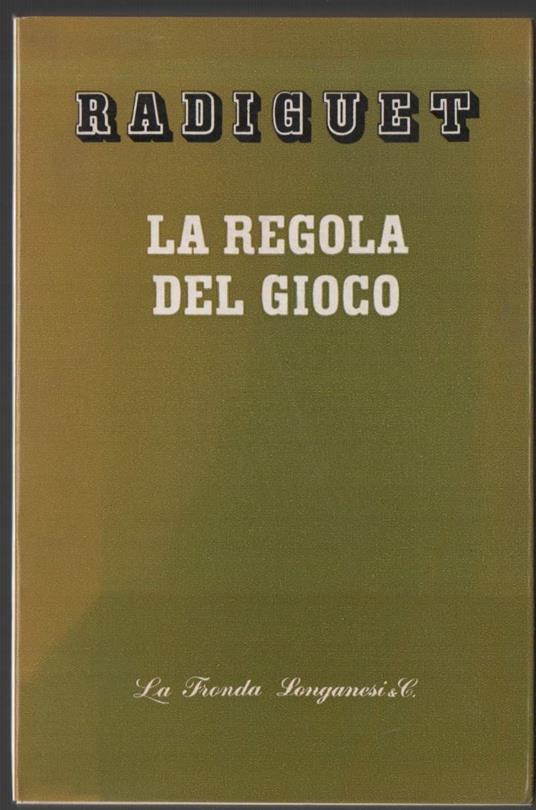 RADIGUET
LA REGOLA
DEL GIOCO
La Fronda Longanesi & C.